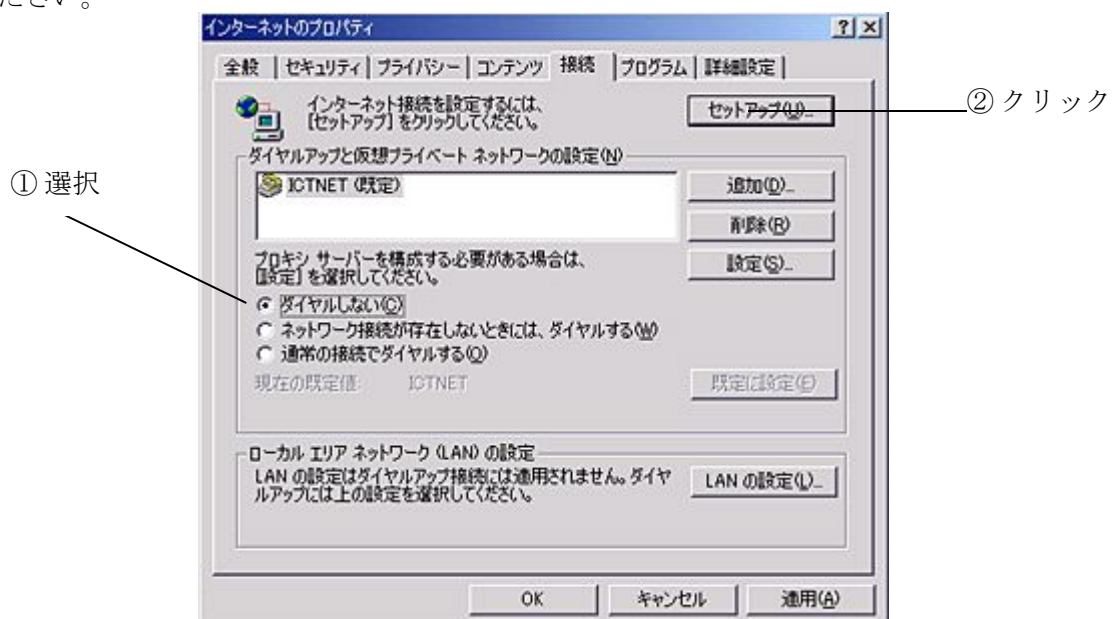 ださい。
インターネットのプロパティ
全般 セキュリティ プライバシー コンテンツ 接続 プログラム 詳細設定
インターネット接続を設定するには、
[セットアップ] をクリックしてください。
セットアップ(U)...
② クリック
ダイヤルアップと仮想プライベート ネットワークの設定(N)
① 選択
ICTNET (既定)
追加(D)...
削除(R)
プロキシ サーバーを構成する必要がある場合は、
[設定] を選択してください。
設定(S)...
ダイヤルしない(C)
ネットワーク接続が存在しないときには、ダイヤルする(W)
通常の接続でダイヤルする(O)
現在の既定値: ICTNET
既定に設定(E)
ローカル エリア ネットワーク (LAN) の設定
LAN の設定はダイヤルアップ接続には適用されません。ダイヤ
ルアップには上の設定を選択してください。
LAN の設定(L)...
OK キャンセル 適用(A)